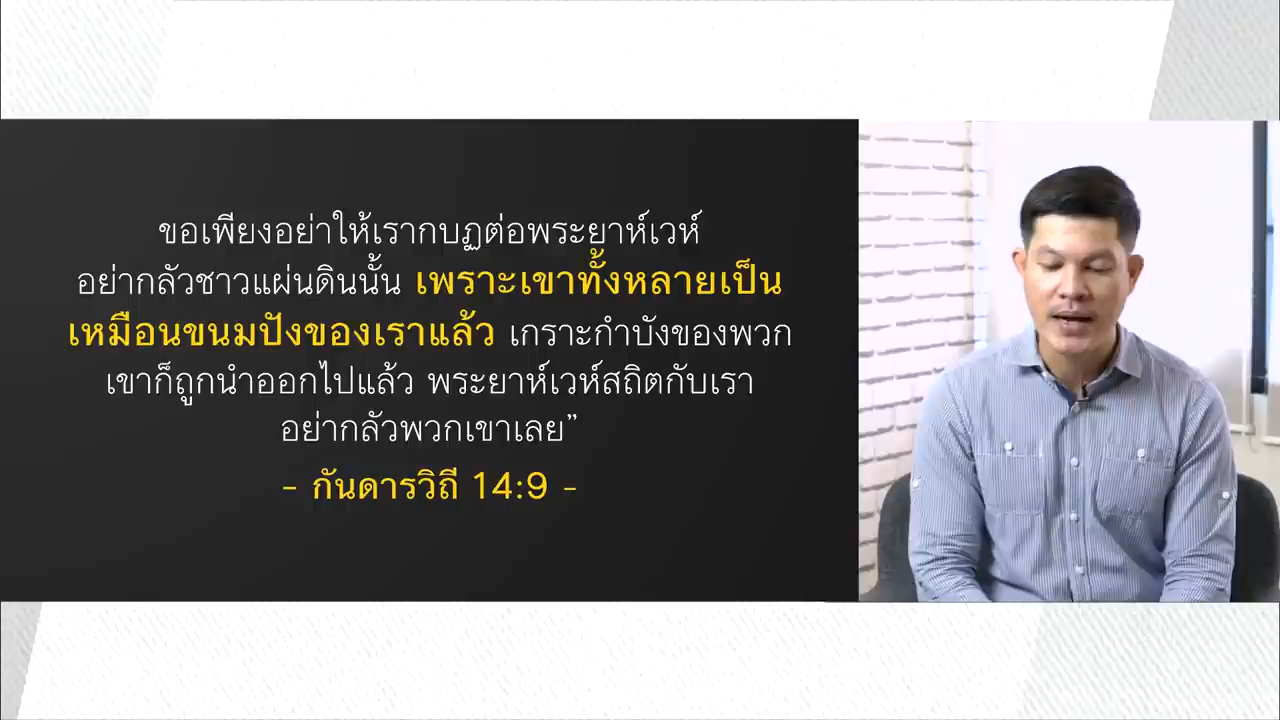 ขอเพียงอย่าให้เรากบฏต่อพระยาห์เวห์
อย่ากลัวชาวแผ่นดินนั้น เพราะเขาทั้งหลายเป็น
เหมือนขนมปังของเราแล้ว เกราะกำบังของพวก
เขาก็ถูกนำออกไปแล้ว พระยาห์เวห์สถิตกับเรา
อย่ากลัวพวกเขาเลย”
- กันดารวิถี 14:9 -